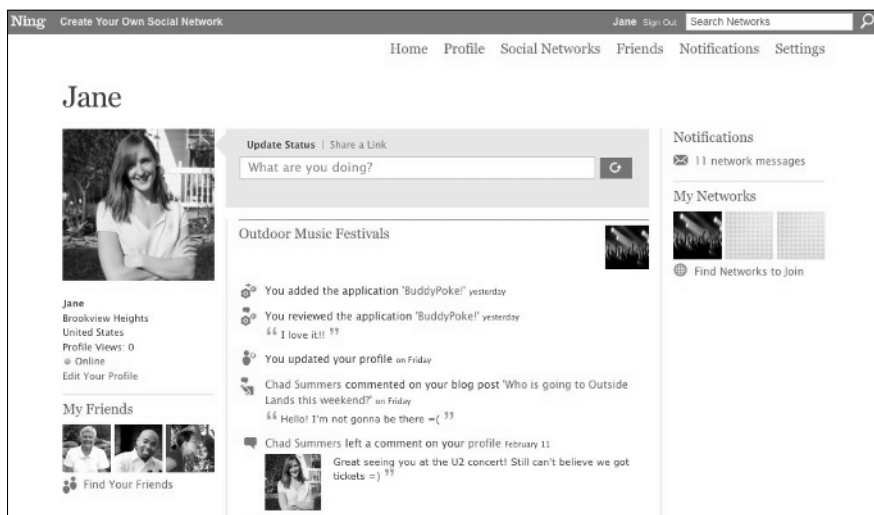 Ning Create Your Own Social Network Jane Sign Out Search Networks
Home Profile Social Networks Friends Notifications Settings
Jane
Update Status | Share a Link
What are you doing?
Outdoor Music Festivals
You added the application 'BuddyPoke!' yesterday
You reviewed the application 'BuddyPoke!' yesterday
“ I love it!! ”
You updated your profile on Friday
Chad Summers commented on your blog post 'Who is going to Outside
Lands this weekend?' on Friday
“ Hello! I'm not gonna be there =( ”
Chad Summers left a comment on your profile February 11
Great seeing you at the U2 concert! Still can't believe we got
tickets =) ”
Jane
Brookview Heights
United States
Profile Views: 0
Online
Edit Your Profile
My Friends
Find Your Friends
Notifications
11 network messages
My Networks
Find Networks to Join